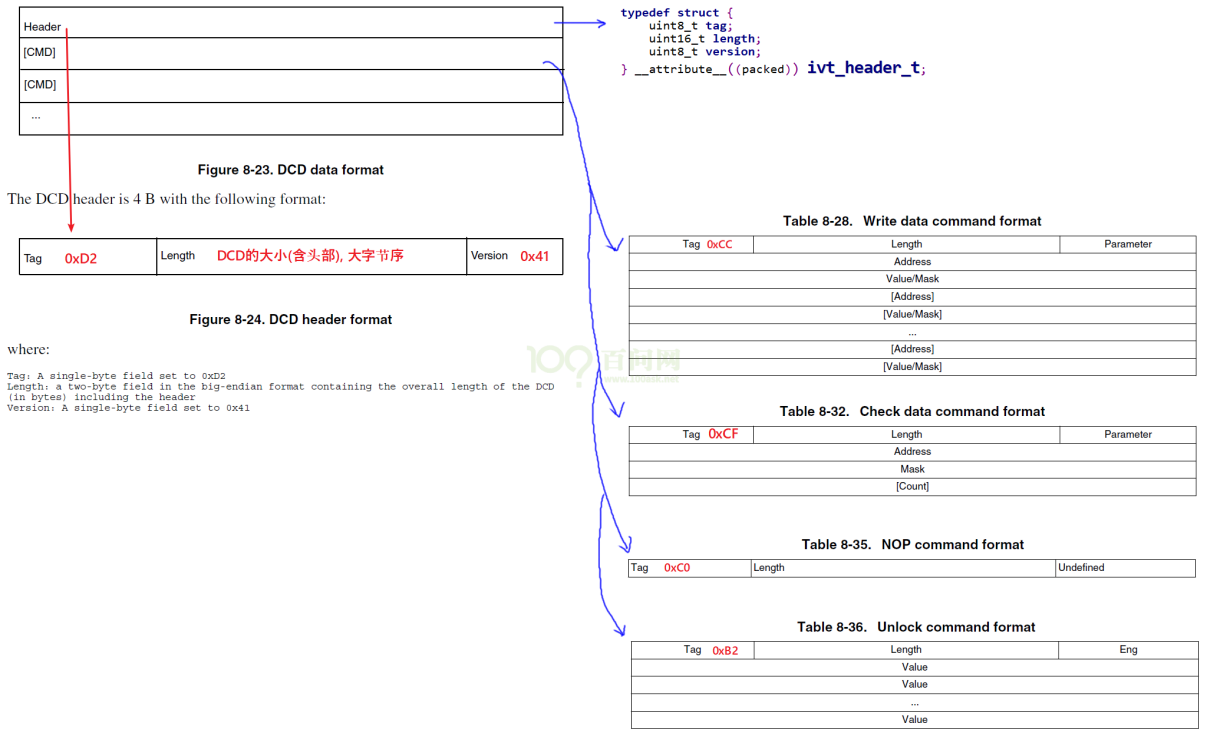 Header
[CMD]
[CMD]
...
Figure 8-23. DCD data format
The DCD header is 4 B with the following format:
Tag 0xD2 Length DCD的大小(含头部), 大字节序 Version 0x41
Figure 8-24. DCD header format
where:
Tag: A single-byte field set to 0xD2
Length: a two-byte field in the big-endian format containing the overall length of the DCD
(in bytes) including the header
Version: A single-byte field set to 0x41
typedef struct {
uint8_t tag;
uint16_t length;
uint8_t version;
} __attribute__((packed)) ivt_header_t;
Table 8-28. Write data command format
Tag 0xCC Length Parameter
Address
Value/Mask
[Address]
[Value/Mask]
...
[Address]
[Value/Mask]
Table 8-32. Check data command format
Tag 0xCF Length Parameter
Address
Mask
[Count]
Table 8-35. NOP command format
Tag 0xC0 Length Undefined
Table 8-36. Unlock command format
Tag 0xB2 Length Eng
Value
Value
...
Value
100? 百问网
www.100ask.net